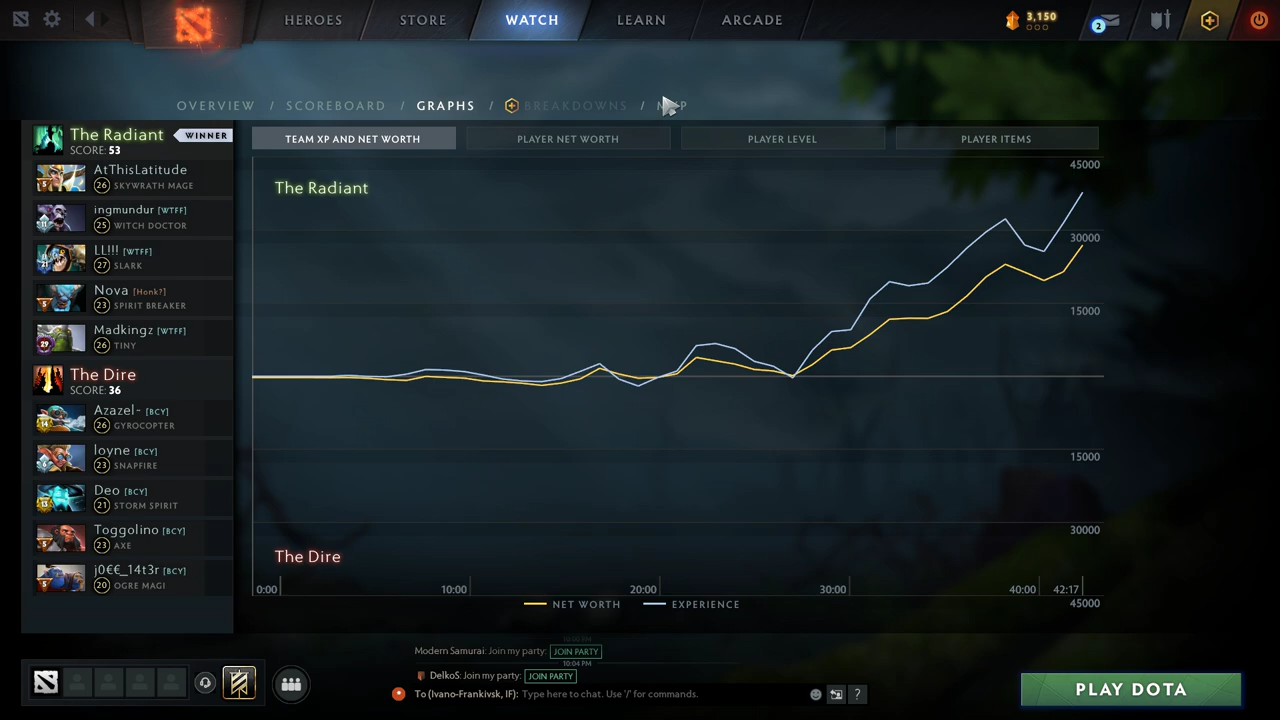 HEROES
STORE
WATCH
LEARN
ARCADE
3,150
2
OVERVIEW / SCOREBOARD / GRAPHS / BREAKDOWNS /
The Radiant WINNER
SCORE: 53
AtThisLatitude
26 SKYWRATH MAGE
ingmundur [WTFF]
25 WITCH DOCTOR
LL!!! [WTFF]
27 SLARK
Nova [Honk?]
23 SPIRIT BREAKER
Madkingz [WTFF]
26 TINY
The Dire
SCORE: 36
Azazel- [BCY]
26 GYROCOPTER
loyne [BCY]
23 SNAPFIRE
Deo [BCY]
21 STORM SPIRIT
Toggolino [BCY]
23 AXE
j0€€_14t3r [BCY]
20 OGRE MAGI
TEAM XP AND NET WORTH
PLAYER NET WORTH
PLAYER LEVEL
PLAYER ITEMS
The Radiant
45000
30000
15000
15000
30000
45000
The Dire
0:00 10:00 20:00 30:00 40:00 42:17
NET WORTH EXPERIENCE
Modern Samurai: Join my party: JOIN PARTY
10:04 PM
DelkoS: Join my party: JOIN PARTY
To (Ivano-Frankivsk, IF): Type here to chat. Use '/' for commands.
?
PLAY DOTA